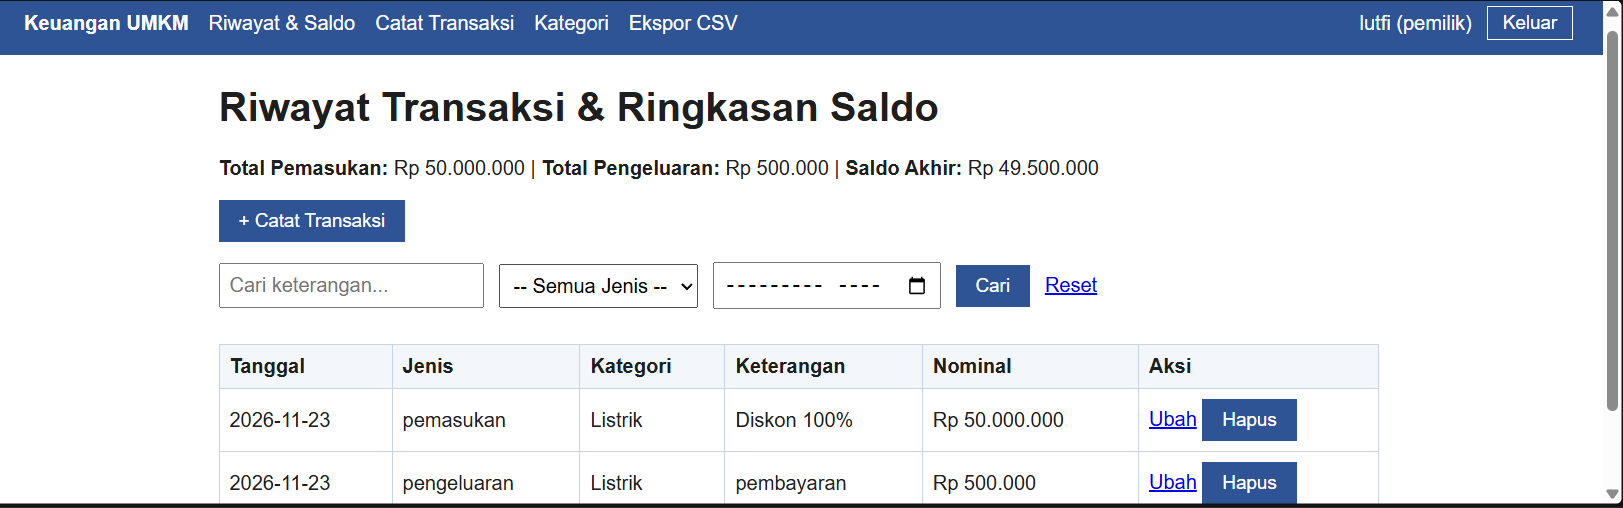 Keuangan UMKM Riwayat & Saldo Catat Transaksi Kategori Ekspor CSV lutfi (pemilik) Keluar
Riwayat Transaksi & Ringkasan Saldo
Total Pemasukan: Rp 50.000.000 | Total Pengeluaran: Rp 500.000 | Saldo Akhir: Rp 49.500.000
+ Catat Transaksi
Cari keterangan... -- Semua Jenis -- --------- ---- Cari Reset
Tanggal Jenis Kategori Keterangan Nominal Aksi
2026-11-23 pemasukan Listrik Diskon 100% Rp 50.000.000 Ubah Hapus
2026-11-23 pengeluaran Listrik pembayaran Rp 500.000 Ubah Hapus